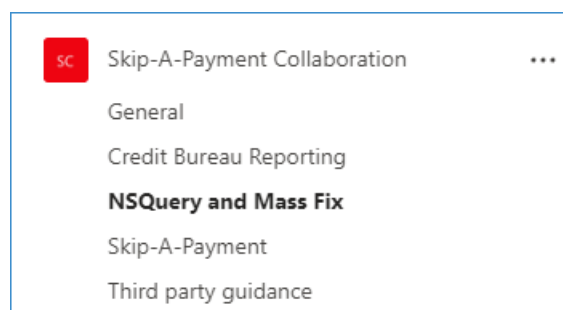 SC Skip-A-Payment Collaboration ...
General
Credit Bureau Reporting
NSQuery and Mass Fix
Skip-A-Payment
Third party guidance